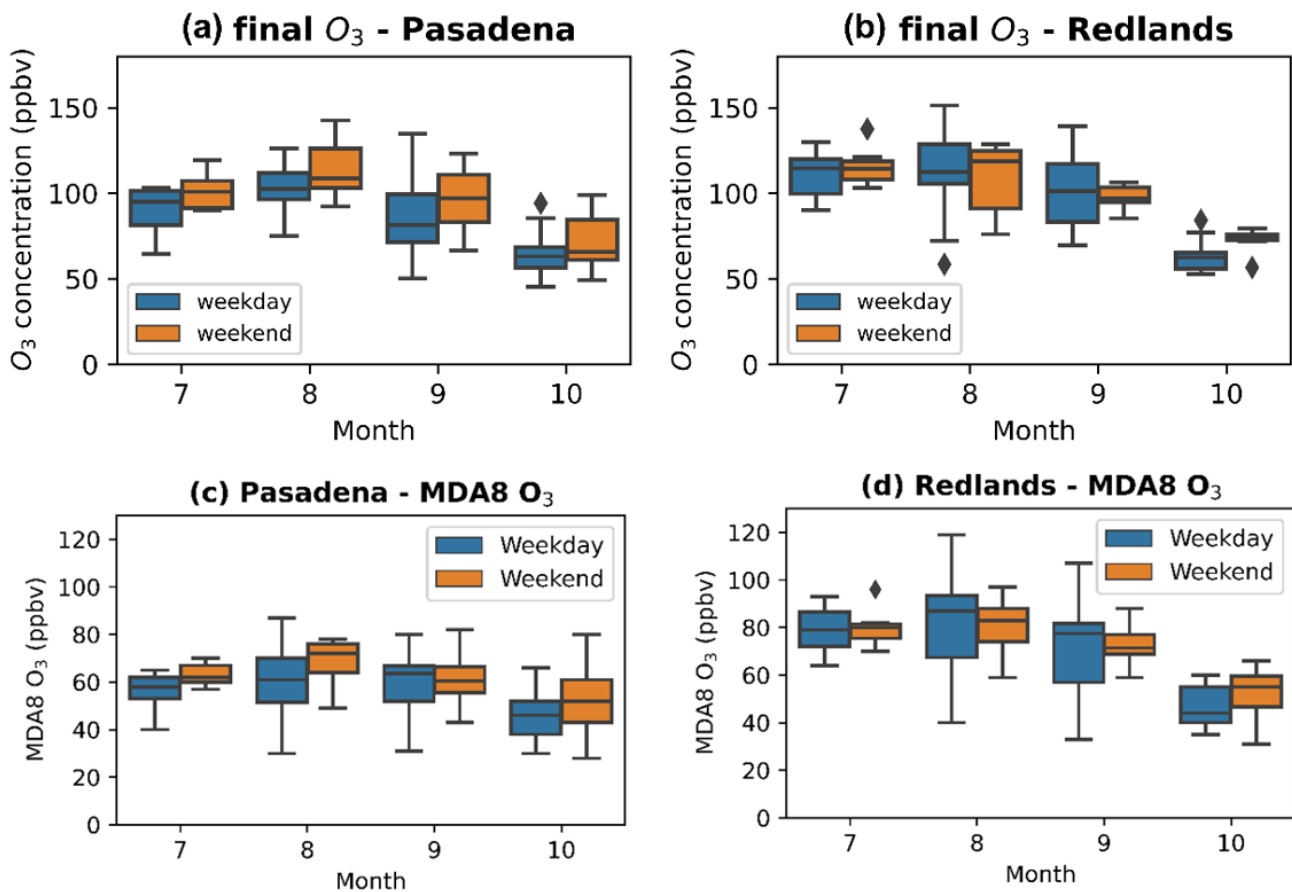 (a) final O₃ - Pasadena
O₃ concentration (ppbv)
150
100
50
0
weekday
weekend
7 8 9 10
Month
(b) final O₃ - Redlands
O₃ concentration (ppbv)
150
100
50
0
weekday
weekend
7 8 9 10
Month
(c) Pasadena - MDA8 O₃
MDA8 O₃ (ppbv)
120
100
80
60
40
20
0
Weekday
Weekend
7 8 9 10
Month
(d) Redlands - MDA8 O₃
MDA8 O₃ (ppbv)
120
100
80
60
40
20
0
Weekday
Weekend
7 8 9 10
Month